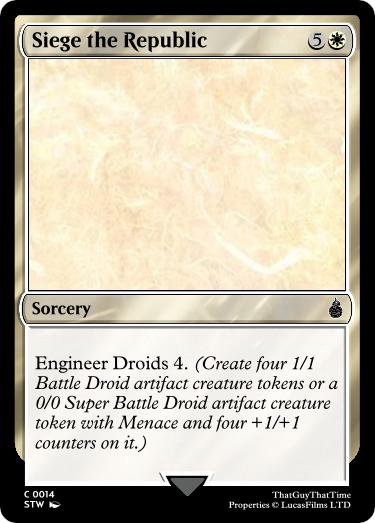 Siege the Republic 5
Sorcery
Engineer Droids 4. (Create four 1/1
Battle Droid artifact creature tokens or a
0/0 Super Battle Droid artifact creature
token with Menace and four +1/+1
counters on it.)
C 0014 ThatGuyThatTime
STW Properties © LucasFilms LTD